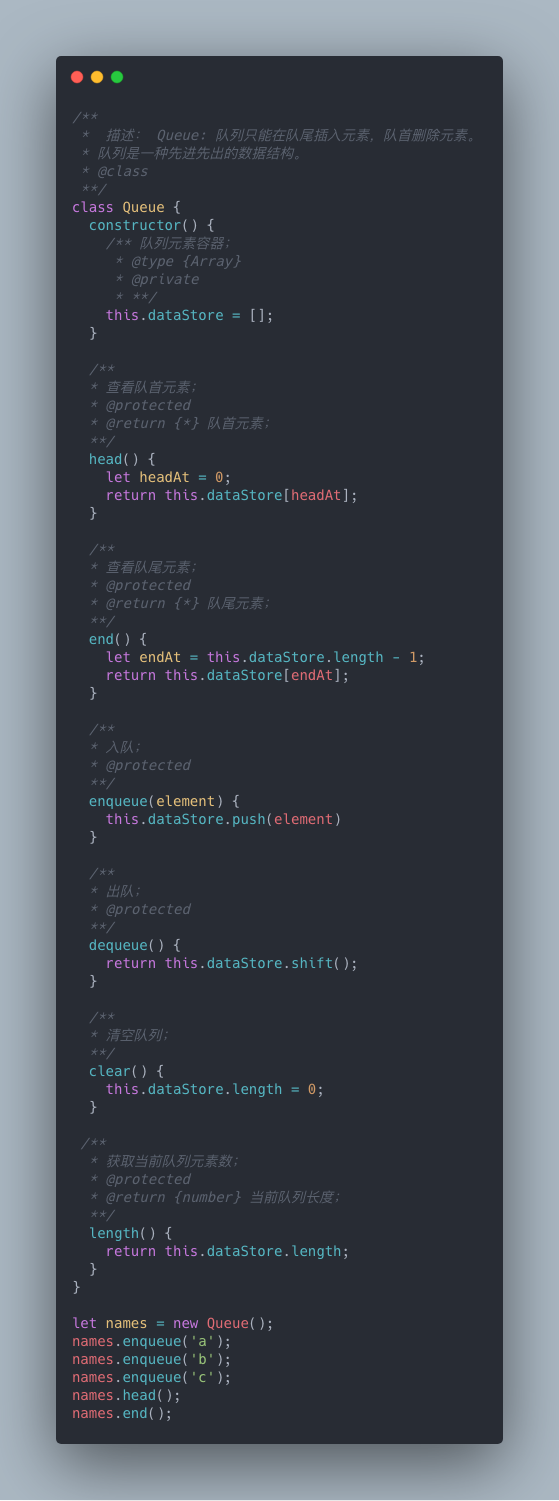 /**
 *  描述： Queue: 队列只能在队尾插入元素，队首删除元素。
 * 队列是一种先进先出的数据结构。
 * @class
 **/
class Queue {
  constructor() {
    /** 队列元素容器；
     * @type {Array}
     * @private
     * **/
    this.dataStore = [];
  }

  /**
  * 查看队首元素；
  * @protected
  * @return {*} 队首元素；
  **/
  head() {
    let headAt = 0;
    return this.dataStore[headAt];
  }

  /**
  * 查看队尾元素；
  * @protected
  * @return {*} 队尾元素；
  **/
  end() {
    let endAt = this.dataStore.length - 1;
    return this.dataStore[endAt];
  }

  /**
  * 入队；
  * @protected
  **/
  enqueue(element) {
    this.dataStore.push(element)
  }

  /**
  * 出队；
  * @protected
  **/
  dequeue() {
    return this.dataStore.shift();
  }

  /**
  * 清空队列；
  **/
  clear() {
    this.dataStore.length = 0;
  }

 /**
  * 获取当前队列元素数；
  * @protected
  * @return {number} 当前队列长度；
  **/
  length() {
    return this.dataStore.length;
  }
}

let names = new Queue();
names.enqueue('a');
names.enqueue('b');
names.enqueue('c');
names.head();
names.end();